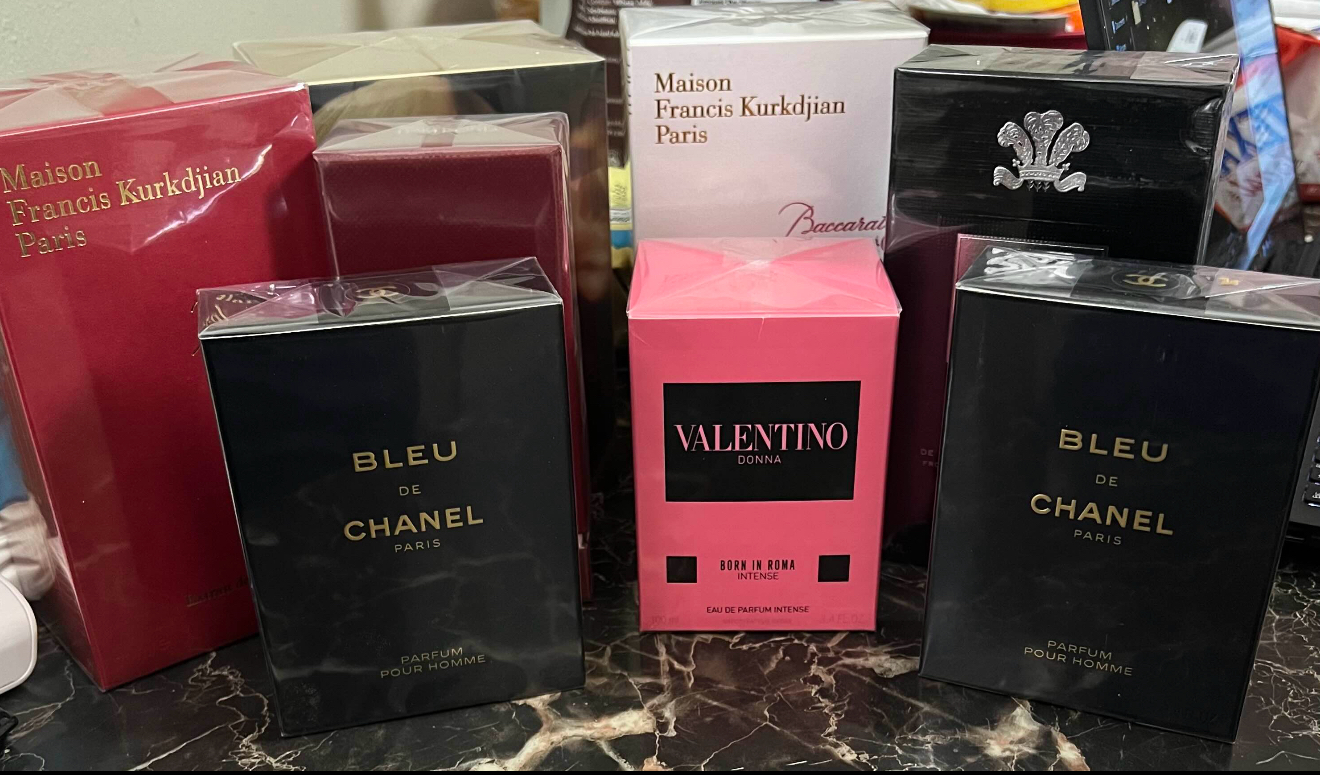 Maison
Francis Kurkdjian
Paris
Maison
Francis Kurkdjian
Paris
Baccarat
BLEU
DE
CHANEL
PARIS
PARFUM
POUR HOMME
VALENTINO
DONNA
BORN IN ROMA
INTENSE
EAU DE PARFUM INTENSE
BLEU
DE
CHANEL
PARIS
PARFUM
POUR HOMME